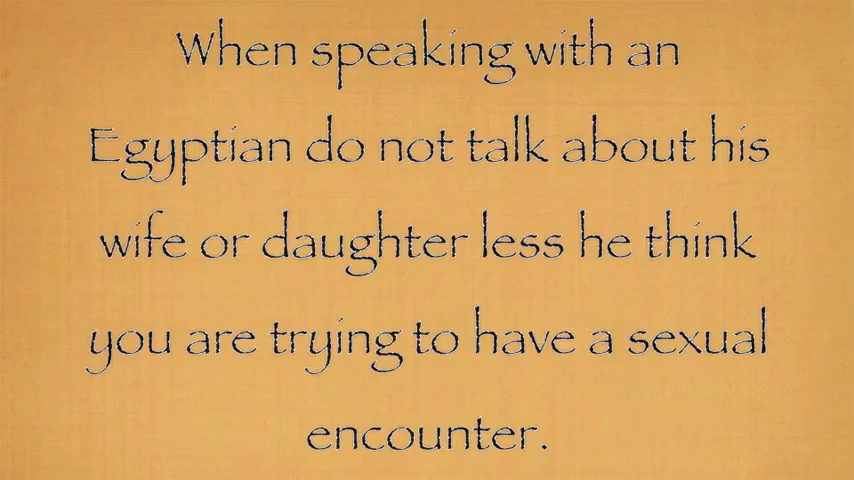 When speaking with an
Egyptian do not talk about his
wife or daughter less he think
you are trying to have a sexual
encounter.